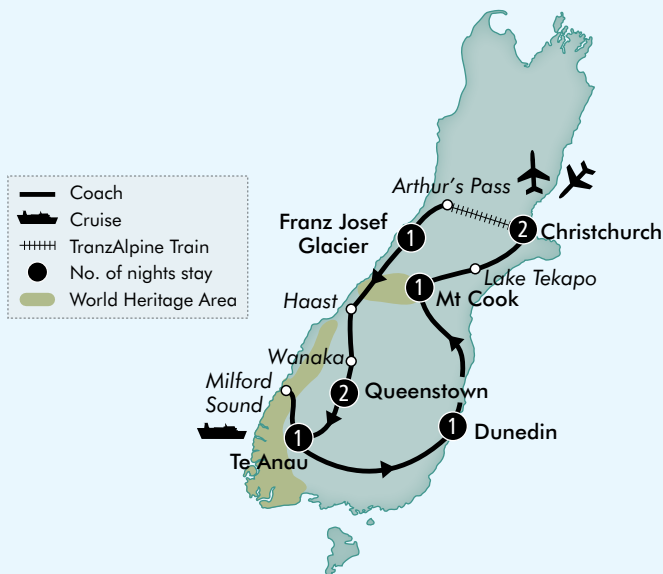 Arthur's Pass
Franz Josef
Glacier
1
2
Christchurch
Coach
Cruise
TranzAlpine Train
No. of nights stay
World Heritage Area
Lake Tekapo
1
Mt Cook
Haast
Wanaka
Milford
Sound
2
Queenstown
1
Te Anau
1
Dunedin